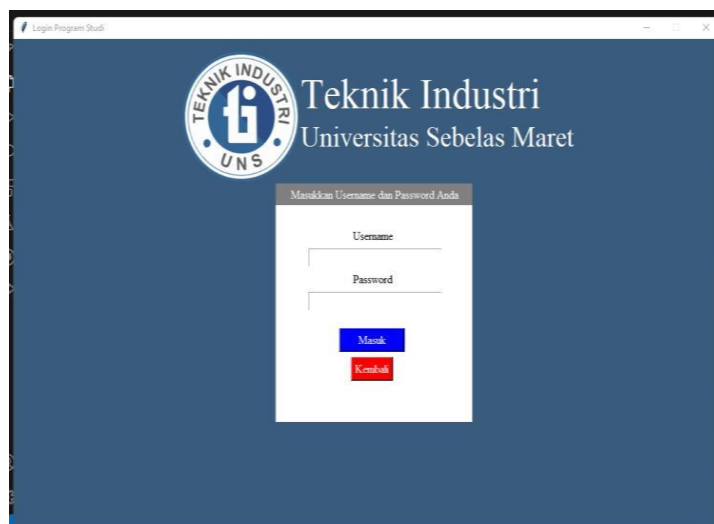 Login Program Studi
TEKNIK INDUSTRI
ti
UNS
Teknik Industri
Universitas Sebelas Maret
Masukkan Username dan Password Anda
Username
Password
Masuk
Kembali